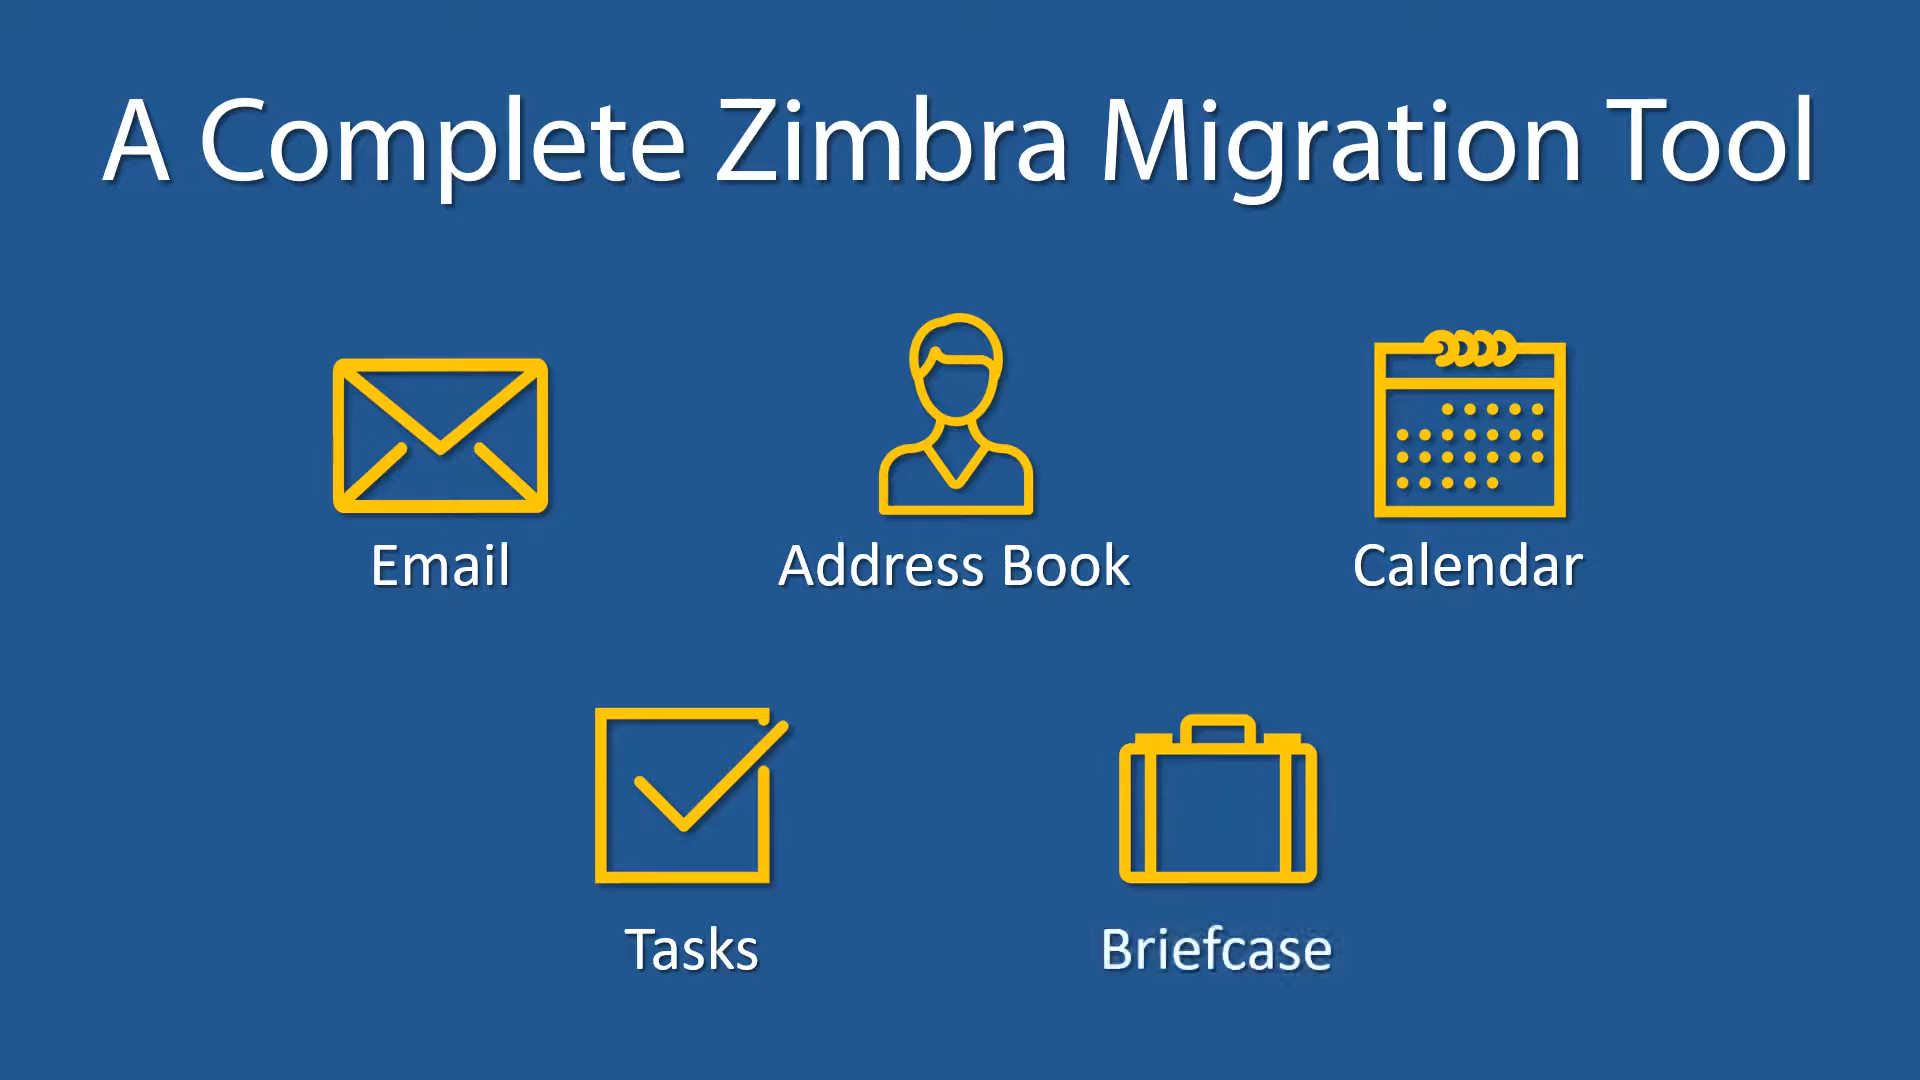 A Complete Zimbra Migration Tool
Email
Address Book
Calendar
Tasks
Briefcase